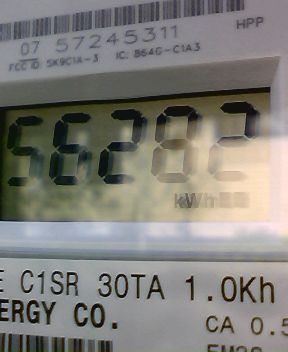 HPP
07 57245311
FCC ID SK9C1A-3 IC: 864G-C1A3
56282
kWh
E C1SR 30TA 1.0Kh
ERGY CO.
CA 0.5